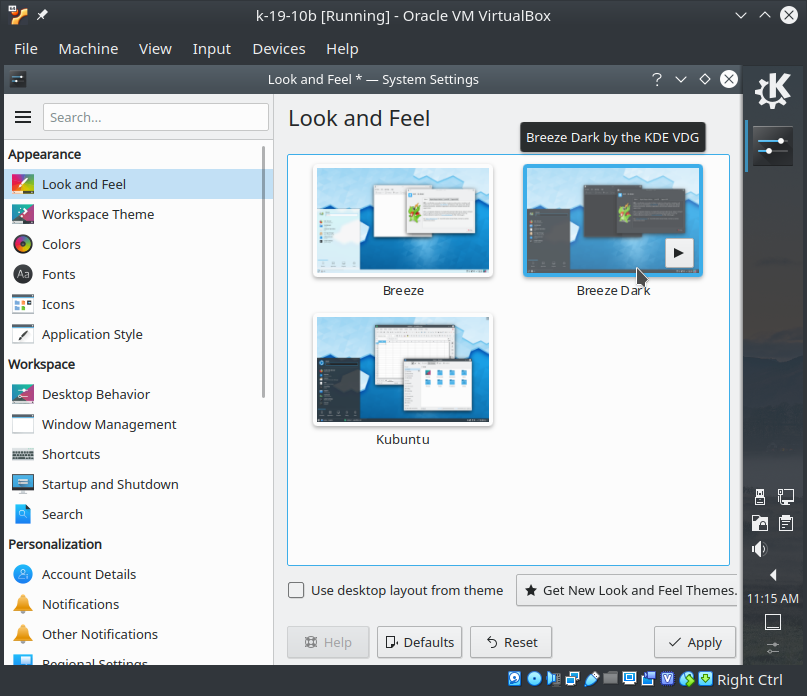 k-19-10b [Running] - Oracle VM VirtualBox
File Machine View Input Devices Help
Look and Feel * — System Settings
?
Search...
Look and Feel
Breeze Dark by the KDE VDG
Appearance
Look and Feel
Workspace Theme
Colors
Aa
Fonts
Icons
Application Style
Workspace
Desktop Behavior
Window Management
Shortcuts
Startup and Shutdown
Search
Personalization
Account Details
Notifications
Other Notifications
Regional Settings
Breeze
Breeze Dark
Kubuntu
Use desktop layout from theme
Get New Look and Feel Themes.
Help
Defaults
Reset
Apply
K
11:15 AM
V
Right Ctrl